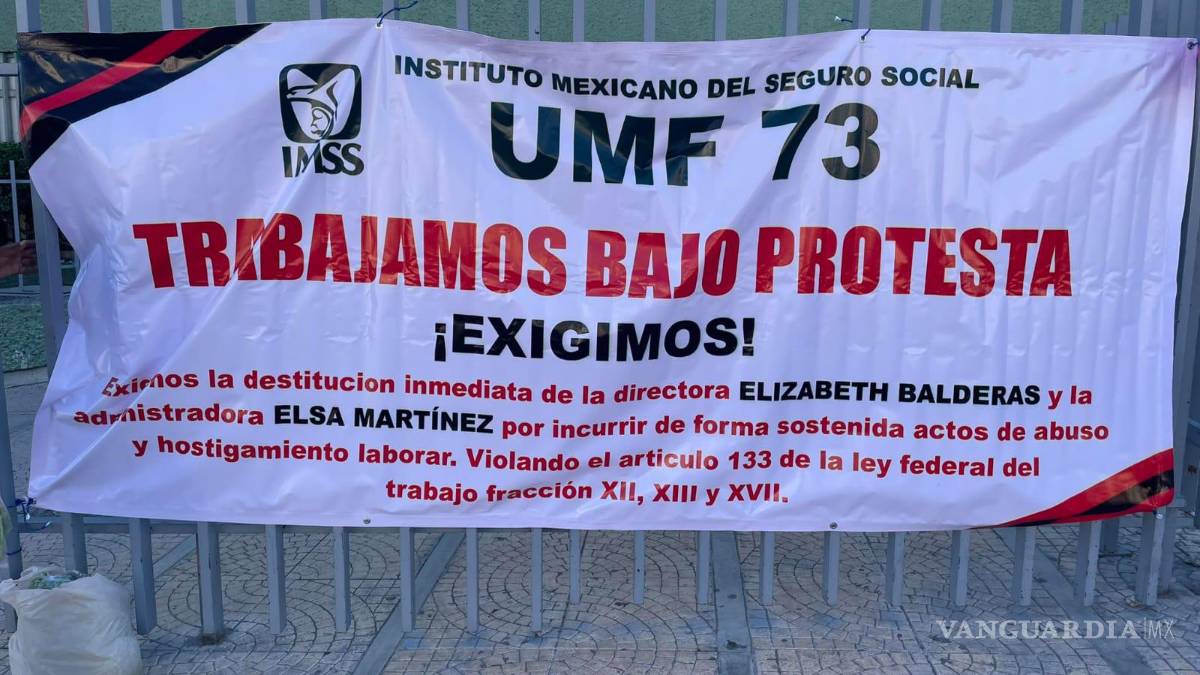 INSTITUTO MEXICANO DEL SEGURO SOCIAL
IMSS
UMF 73
TRABAJAMOS BAJO PROTESTA
¡EXIGIMOS!
Exigimos la destitucion inmediata de la directora ELIZABETH BALDERAS y la
administradora ELSA MARTÍNEZ por incurrir de forma sostenida actos de abuso
y hostigamiento laborar. Violando el articulo 133 de la ley federal del
trabajo fracción XII, XIII y XVII.
VANGUARDIA|MX